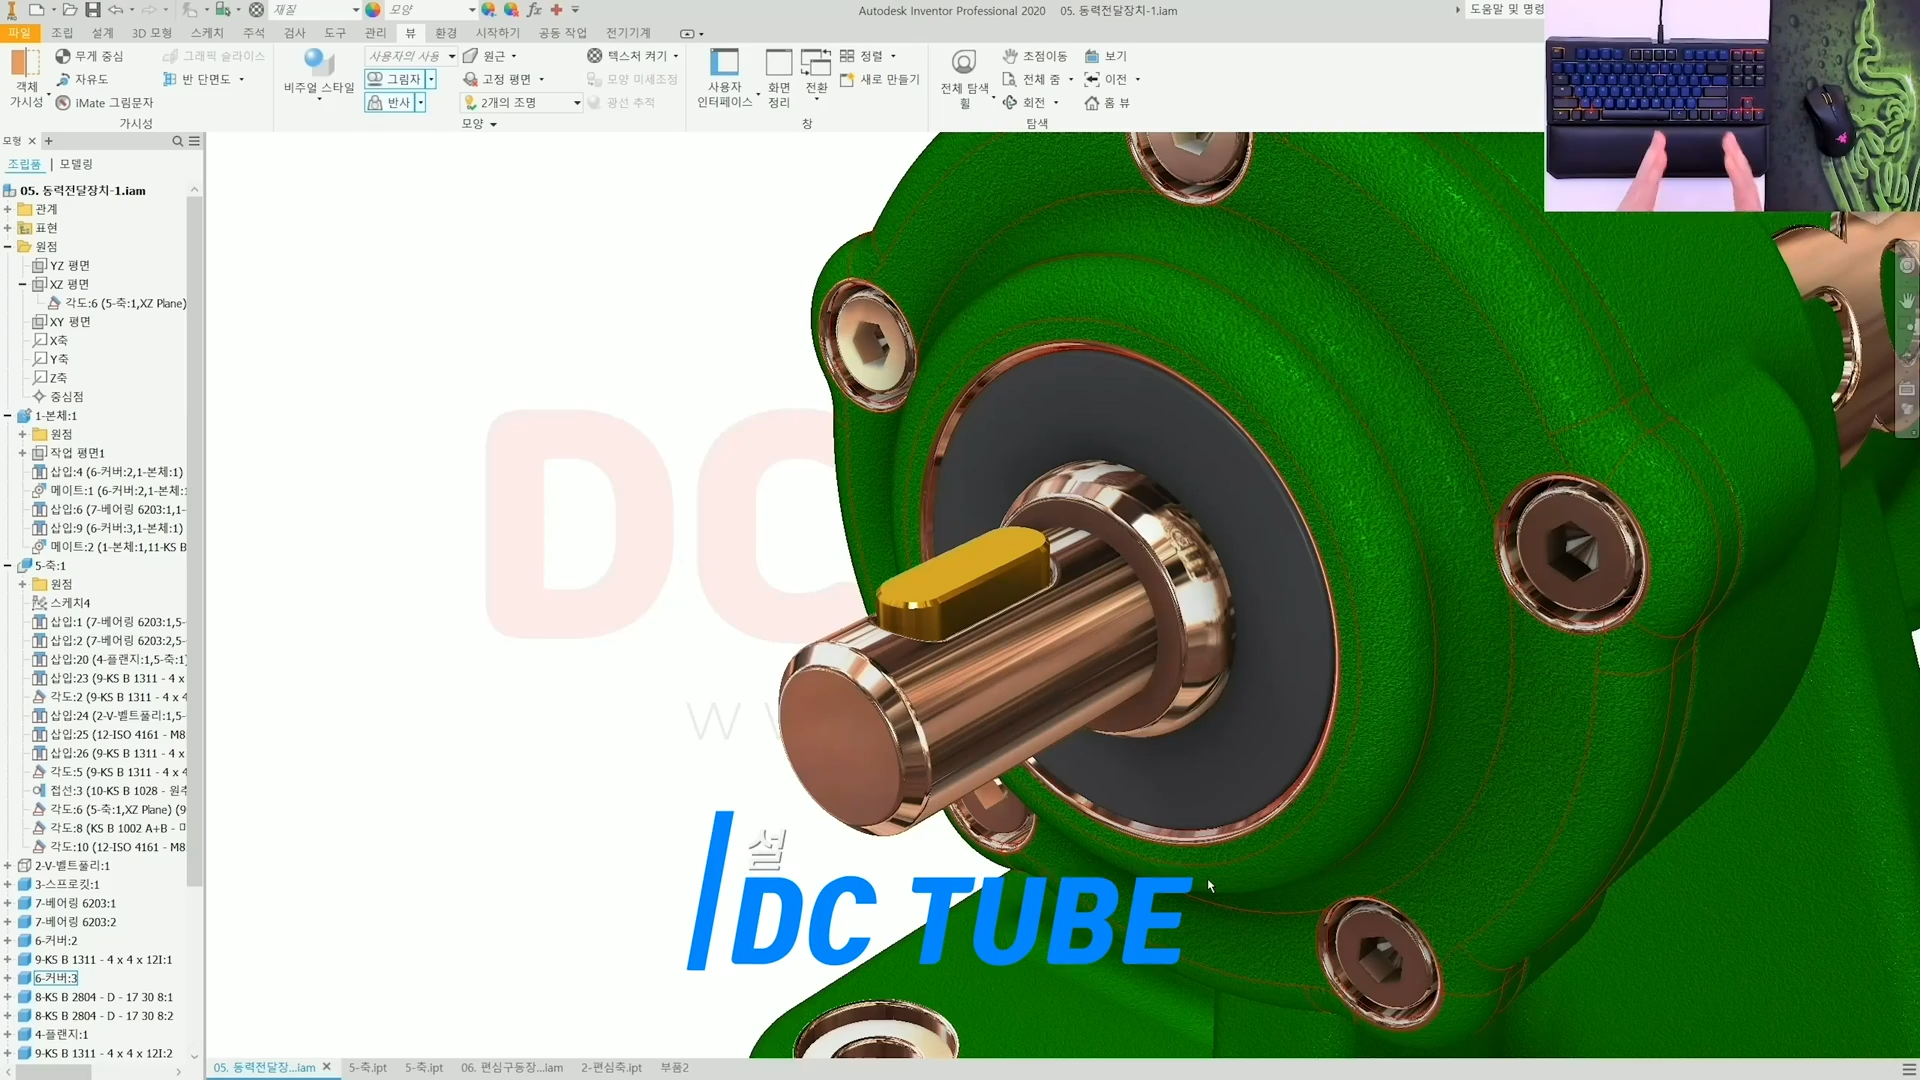 재질
모양
Autodesk Inventor Professional 2020 05. 동력전달장치-1.iam
도움말 및 명령
파일 조립 설계 3D 모형 스케치 주석 검사 도구 관리 뷰 환경 시작하기 공동 작업 전기기계
객체
가시성
무게 중심
자유도
iMate 그림문자
그래픽 슬라이스
반 단면도
가시성
비주얼 스타일
사용자의 사용
그림자
반사
원근
고정 평면
2개의 조명
텍스처 켜기
모양 미세조정
광선 추적
모양
사용자
인터페이스
화면
정리
전환
정렬
새로 만들기
창
전체 탐색
휠
초점이동
전체 줌
회전
보기
이전
홈 뷰
탐색
모형
조립품 | 모델링
05. 동력전달장치-1.iam
관계
표현
원점
YZ 평면
XZ 평면
각도:6 (5-축:1,XZ Plane)
XY 평면
X축
Y축
Z축
중심점
1-본체:1
원점
작업 평면1
삽입:4 (6-커버:2,1-본체:1)
메이트:1 (6-커버:2,1-본체:1
삽입:6 (7-베어링 6203:1,1-
삽입:9 (6-커버:3,1-본체:1)
메이트:2 (1-본체:1,11-KS B
5-축:1
원점
스케치4
삽입:1 (7-베어링 6203:1,5-
삽입:2 (7-베어링 6203:2,5-
삽입:20 (4-플랜지:1,5-축:1)
삽입:23 (9-KS B 1311 - 4 x
각도:2 (9-KS B 1311 - 4 x 4
삽입:24 (2-V-벨트풀리:1,5-
삽입:25 (12-ISO 4161 - M8
삽입:26 (9-KS B 1311 - 4 x
각도:5 (9-KS B 1311 - 4 x 4
접선:3 (10-KS B 1028 - 원추
각도:6 (5-축:1,XZ Plane) (9
각도:8 (KS B 1002 A+B -
각도:10 (12-ISO 4161 - M8
2-V-벨트풀리:1
3-스프로킷:1
7-베어링 6203:1
7-베어링 6203:2
6-커버:2
9-KS B 1311 - 4 x 4 x 12I:1
6-커버:3
8-KS B 2804 - D - 17 30 8:1
8-KS B 2804 - D - 17 30 8:2
4-플랜지:1
9-KS B 1311 - 4 x 4 x 12I:2
DC
W
설
DC TUBE
05. 동력전달장...iam 5-축.ipt 5-축.ipt 06. 편심구동장...iam 2-편심축.ipt 부품2